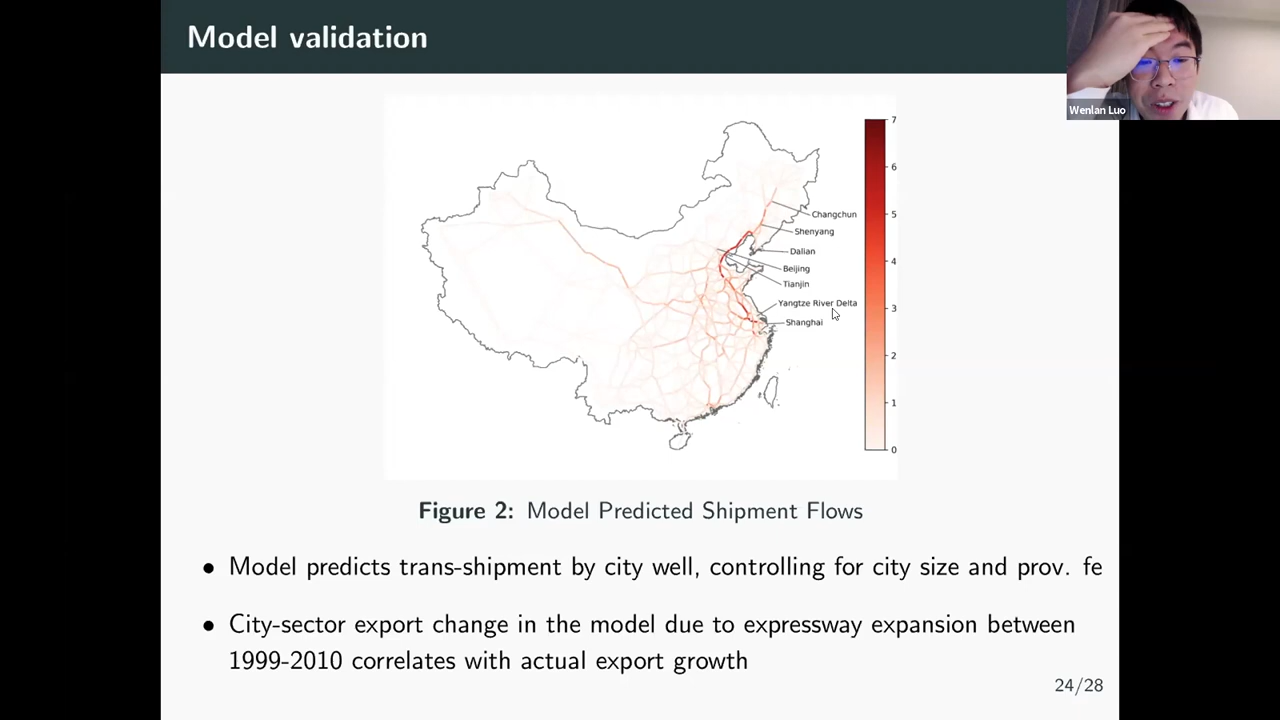 Model validation
Wenlan Luo
7
6
5
4
3
2
1
0
Changchun
Shenyang
Dalian
Beijing
Tianjin
Yangtze River Delta
Shanghai
Figure 2: Model Predicted Shipment Flows
• Model predicts trans-shipment by city well, controlling for city size and prov. fe
• City-sector export change in the model due to expressway expansion between
1999-2010 correlates with actual export growth
24/28